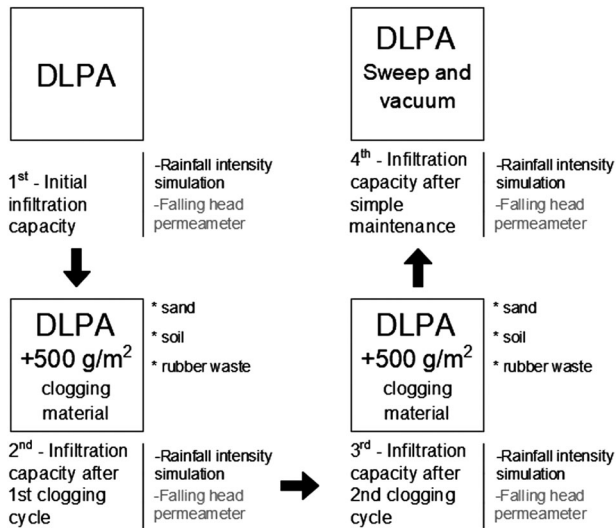 DLPA
1st - Initial
infiltration
capacity
-Rainfall intensity
simulation
-Falling head
permeameter
DLPA
+500 g/m2
clogging
material
* sand
* soil
* rubber waste
2nd - Infiltration
capacity after
1st clogging
cycle
-Rainfall intensity
simulation
-Falling head
permeameter
DLPA
+500 g/m2
clogging
material
* sand
* soil
* rubber waste
3rd - Infiltration
capacity after
2nd clogging
cycle
-Rainfall intensity
simulation
-Falling head
permeameter
DLPA
Sweep and
vacuum
4th - Infiltration
capacity after
simple
maintenance
-Rainfall intensity
simulation
-Falling head
permeameter